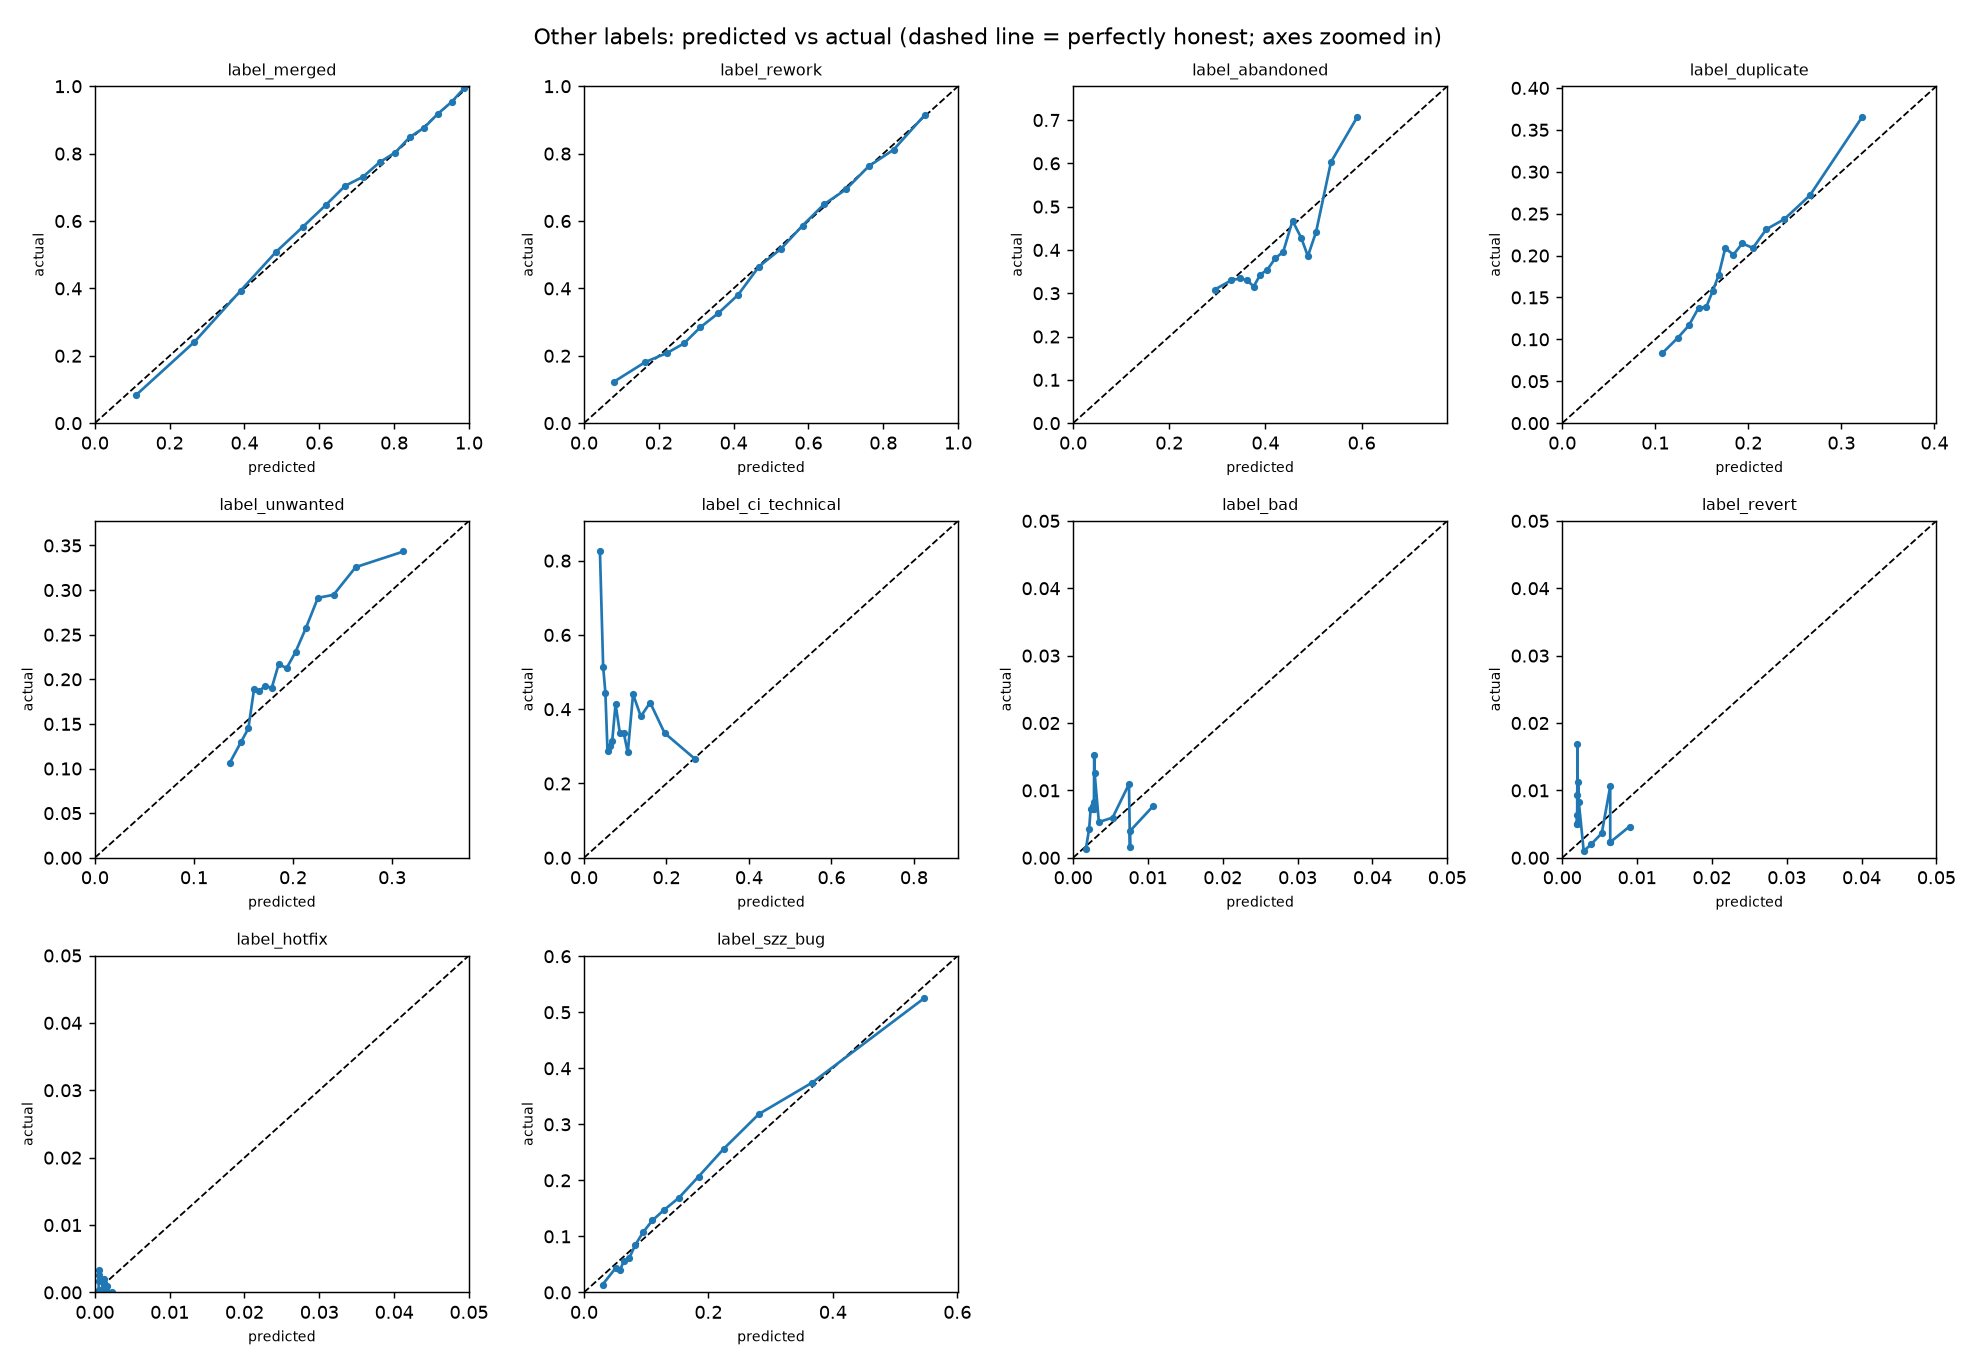 Other labels: predicted vs actual (dashed line = perfectly honest; axes zoomed in)
label_merged
1.0
0.8
0.6
0.4
0.2
0.0
actual
0.0 0.2 0.4 0.6 0.8 1.0
predicted
label_rework
1.0
0.8
0.6
0.4
0.2
0.0
actual
0.0 0.2 0.4 0.6 0.8 1.0
predicted
label_abandoned
0.7
0.6
0.5
0.4
0.3
0.2
0.1
0.0
actual
0.0 0.2 0.4 0.6
predicted
label_duplicate
0.40
0.35
0.30
0.25
0.20
0.15
0.10
0.05
0.00
actual
0.0 0.1 0.2 0.3 0.4
predicted
label_unwanted
0.35
0.30
0.25
0.20
0.15
0.10
0.05
0.00
actual
0.0 0.1 0.2 0.3
predicted
label_ci_technical
0.8
0.6
0.4
0.2
0.0
actual
0.0 0.2 0.4 0.6 0.8
predicted
label_bad
0.05
0.04
0.03
0.02
0.01
0.00
actual
0.00 0.01 0.02 0.03 0.04 0.05
predicted
label_revert
0.05
0.04
0.03
0.02
0.01
0.00
actual
0.00 0.01 0.02 0.03 0.04 0.05
predicted
label_hotfix
0.05
0.04
0.03
0.02
0.01
0.00
actual
0.00 0.01 0.02 0.03 0.04 0.05
predicted
label_szz_bug
0.6
0.5
0.4
0.3
0.2
0.1
0.0
actual
0.0 0.2 0.4 0.6
predicted